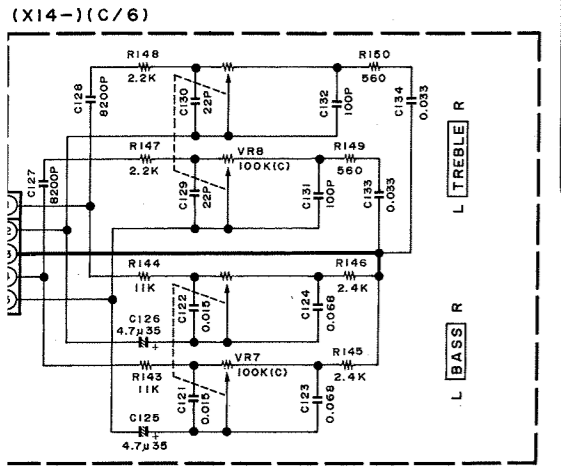 (X14-)(C/6)
R148
2.2K
C128
8200P
C130
22P
C132
100P
R150
560
C134
0.033
R147
2.2K
C127
8200P
VR8
100K(C)
C129
22P
C131
100P
R149
560
C133
0.033
L TREBLE R
2
3
R144
11K
C122
0.015
C124
0.068
R146
2.4K
C126
4.7μ35
+
VR7
100K(C)
R143
11K
C121
0.015
C123
0.068
R145
2.4K
C125
4.7μ35
+
L BASS R